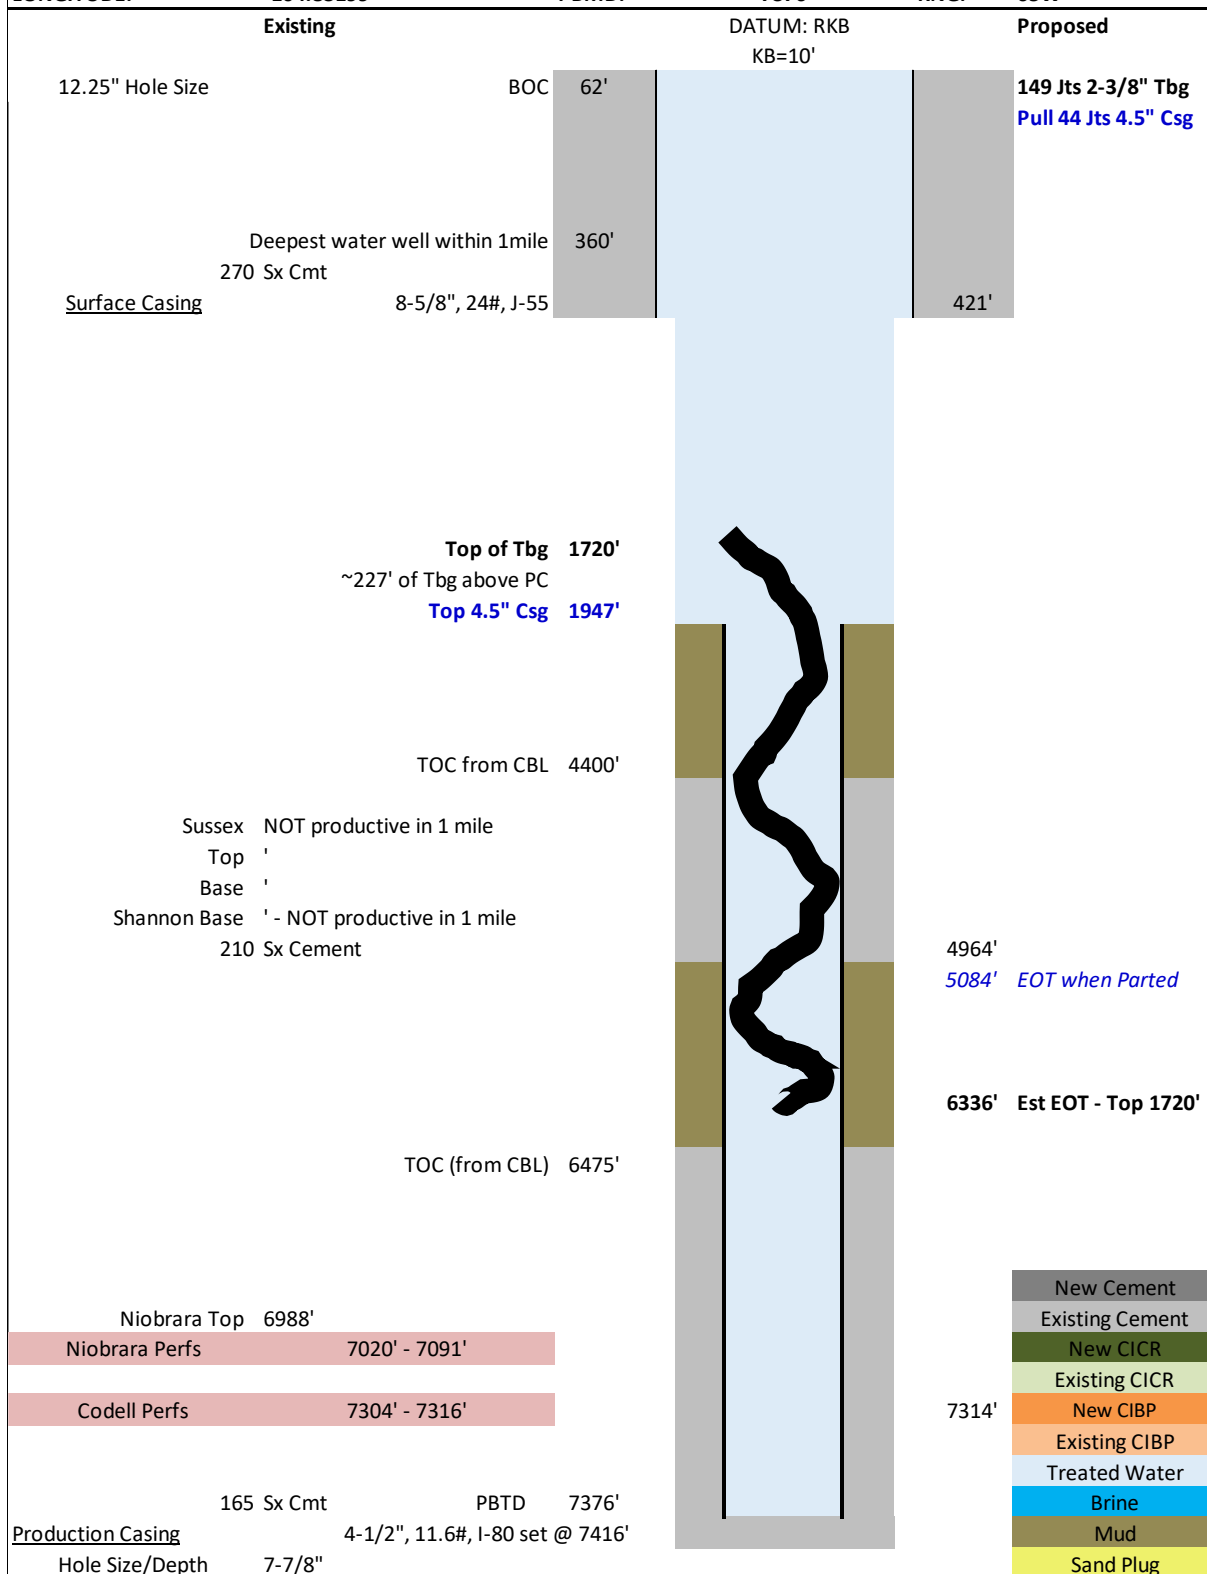 Existing DATUM: RKB Proposed
KB=10'
12.25" Hole Size BOC 62' 149 Jts 2-3/8" Tbg
Pull 44 Jts 4.5" Csg
Deepest water well within 1mile 360'
270 Sx Cmt
Surface Casing 8-5/8", 24#, J-55 421'
Top of Tbg 1720'
~227' of Tbg above PC
Top 4.5" Csg 1947'
TOC from CBL 4400'
Sussex NOT productive in 1 mile
Top '
Base '
Shannon Base ' - NOT productive in 1 mile
210 Sx Cement 4964'
5084' EOT when Parted
6336' Est EOT - Top 1720'
TOC (from CBL) 6475'
New Cement
Niobrara Top 6988' Existing Cement
Niobrara Perfs 7020' - 7091' New CICR
Existing CICR
Codell Perfs 7304' - 7316' 7314' New CIBP
Existing CIBP
Treated Water
165 Sx Cmt PBTD 7376' Brine
Production Casing 4-1/2", 11.6#, I-80 set @ 7416' Mud
Hole Size/Depth 7-7/8" Sand Plug